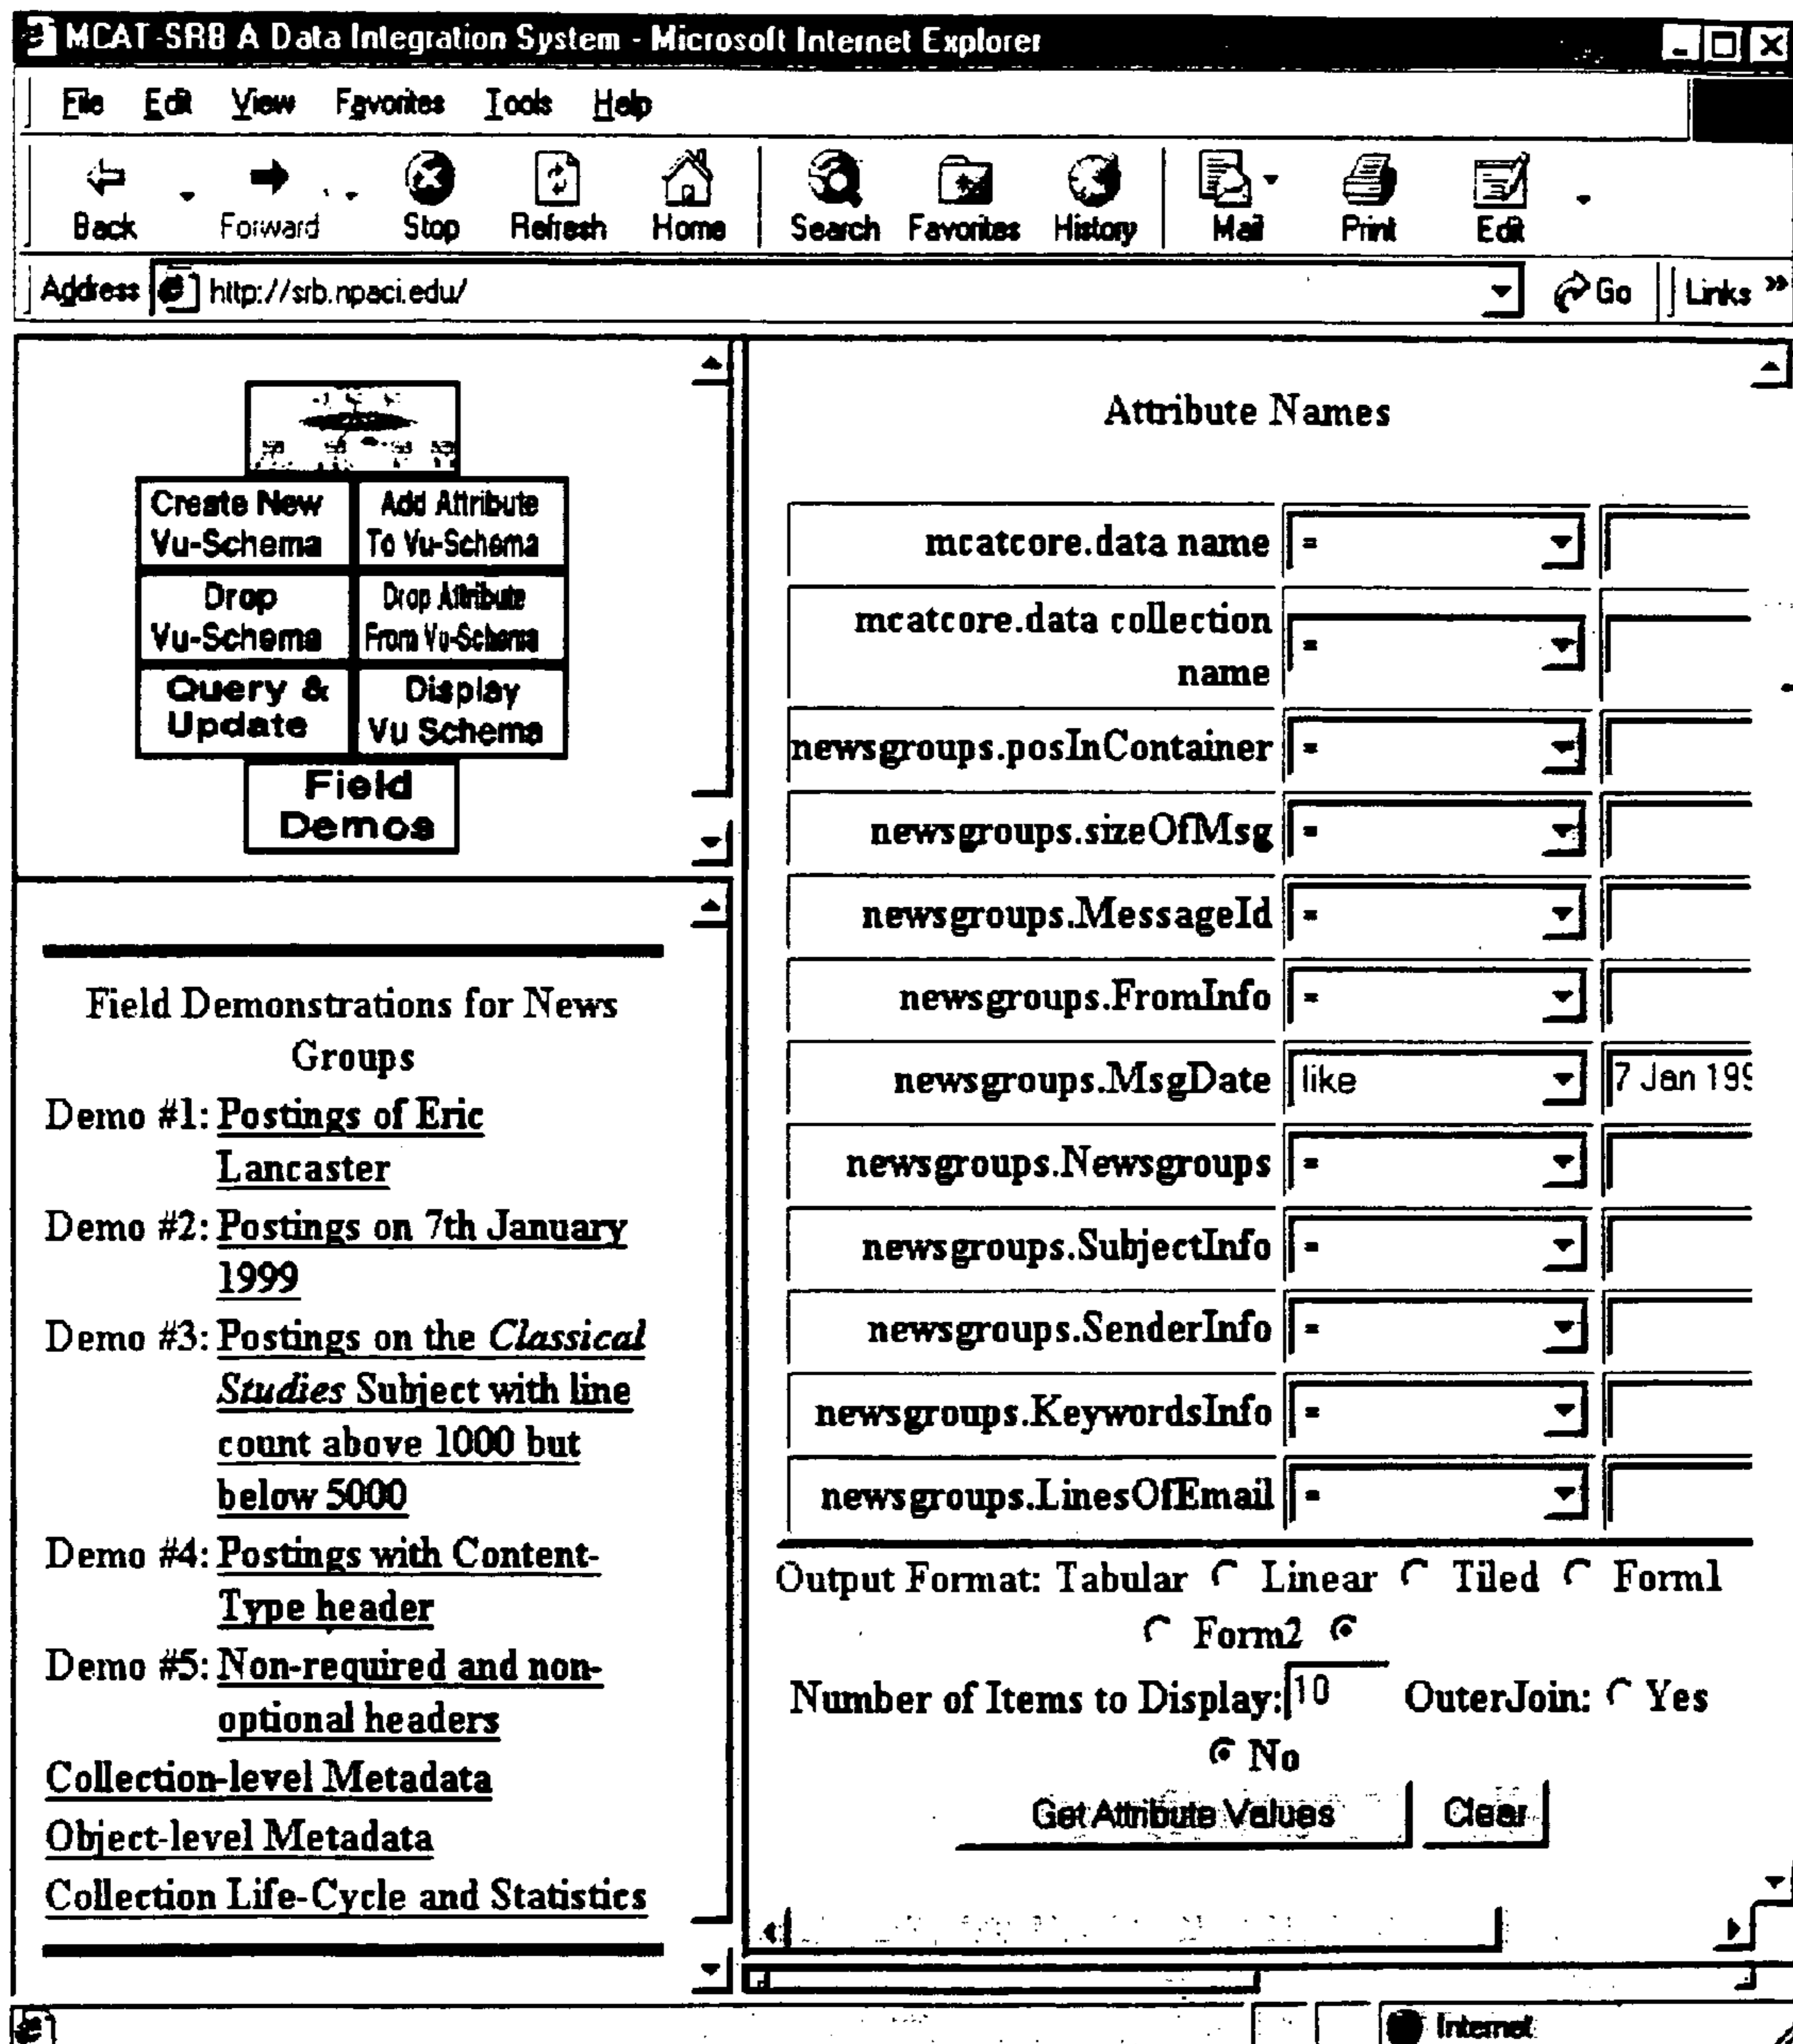 MCAT-SRB A Data Integration System - Microsoft Internet Explorer
File Edit View Favorites Tools Help
Back Forward Stop Refresh Home Search Favorites History Mail Print Edit
Address http://srb.npaci.edu/ Go Links »
Create New Vu-Schema
Add Attribute To Vu-Schema
Drop Vu-Schema
Drop Attribute From Vu-Schema
Query & Update
Display Vu Schema
Field
Demos
Field Demonstrations for News
Groups
Demo #1: Postings of Eric
Lancaster
Demo #2: Postings on 7th January
1999
Demo #3: Postings on the Classical
Studies Subject with line
count above 1000 but
below 5000
Demo #4: Postings with Content-
Type header
Demo #5: Non-required and non-
optional headers
Collection-level Metadata
Object-level Metadata
Collection Life-Cycle and Statistics
Attribute Names
mcatcore.data name =
mcatcore.data collection
name =
newsgroups.posInContainer =
newsgroups.sizeOfMsg =
newsgroups.MessageId =
newsgroups.FromInfo =
newsgroups.MsgDate like 7 Jan 199
newsgroups.Newsgroups =
newsgroups.SubjectInfo =
newsgroups.SenderInfo =
newsgroups.KeywordsInfo =
newsgroups.LinesOfEmail =
Output Format: Tabular Linear Tiled Form1
Form2
Number of Items to Display: 10 OuterJoin: Yes
No
Get Attribute Values Clear
Internet